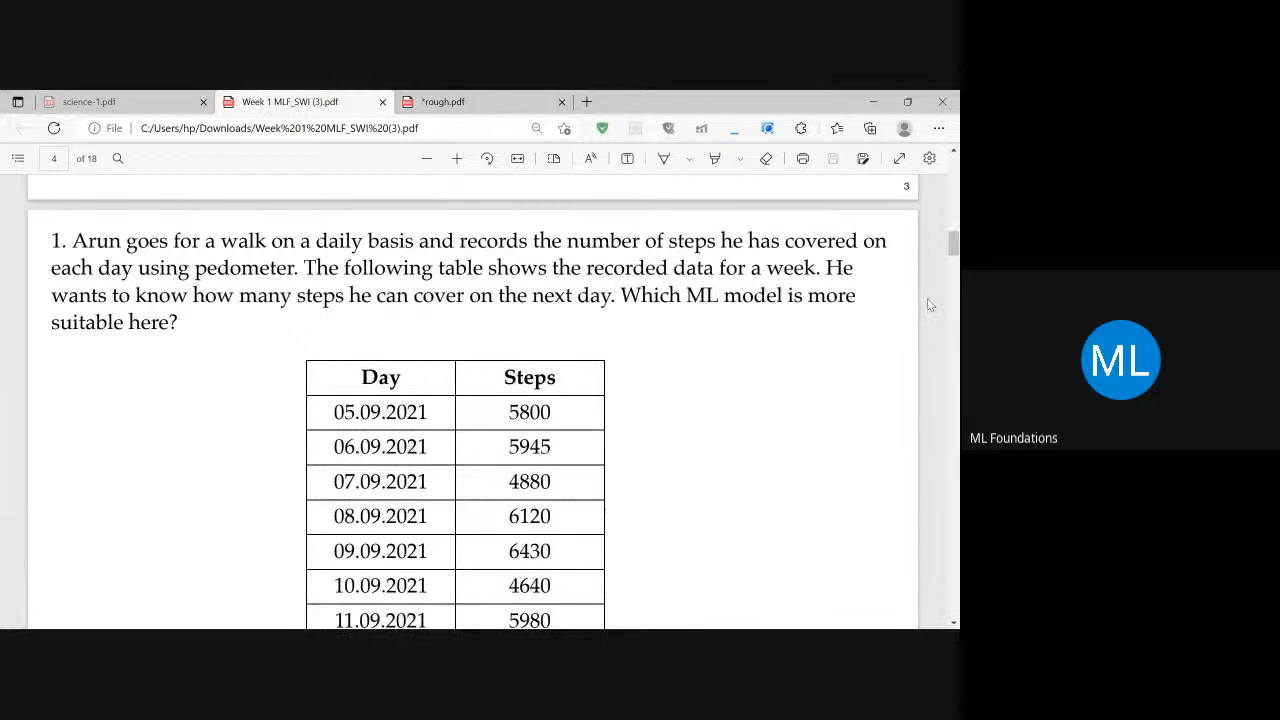 science-1.pdf
Week 1 MLF_SWI (3).pdf
*rough.pdf
File
C:/Users/hp/Downloads/Week%201%20MLF_SWI%20(3).pdf
4 of 18
3
1. Arun goes for a walk on a daily basis and records the number of steps he has covered on
each day using pedometer. The following table shows the recorded data for a week. He
wants to know how many steps he can cover on the next day. Which ML model is more
suitable here?
Day Steps
05.09.2021 5800
06.09.2021 5945
07.09.2021 4880
08.09.2021 6120
09.09.2021 6430
10.09.2021 4640
11.09.2021 5980
ML
ML Foundations